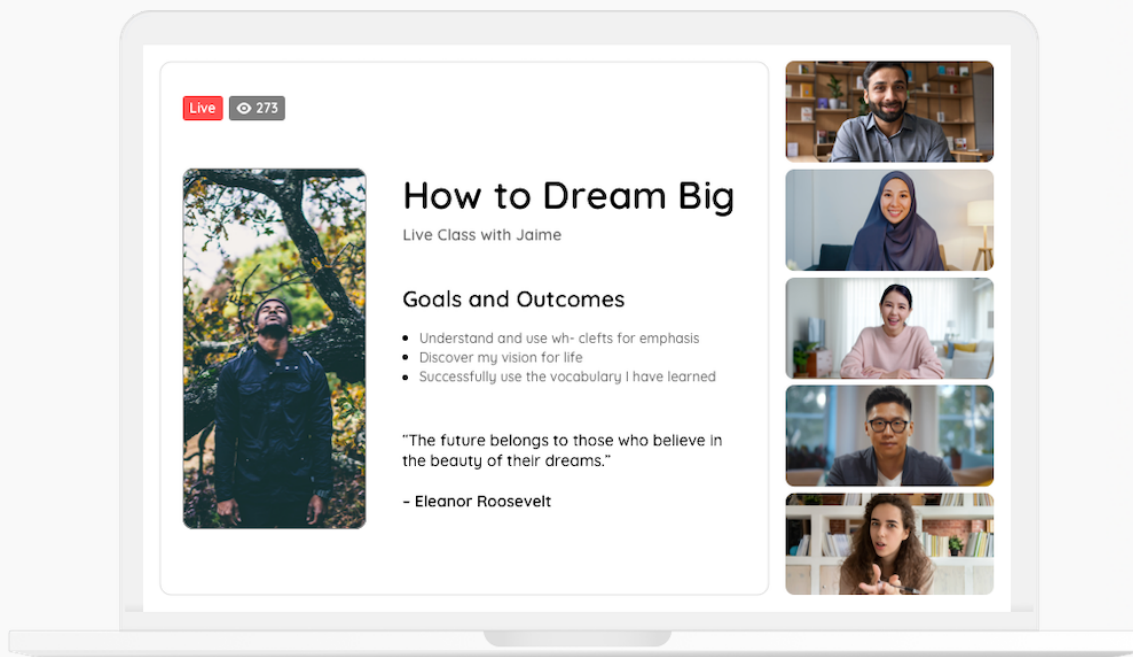 Live 273
How to Dream Big
Live Class with Jaime
Goals and Outcomes
• Understand and use wh- clefts for emphasis
• Discover my vision for life
• Successfully use the vocabulary I have learned
"The future belongs to those who believe in
the beauty of their dreams."
– Eleanor Roosevelt